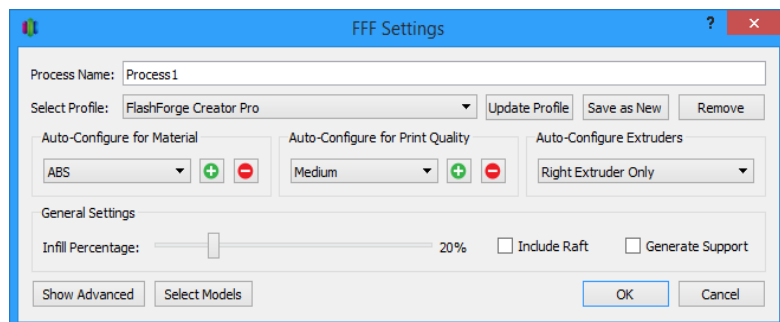 FFF Settings ?
Process Name: Process1
Select Profile: FlashForge Creator Pro Update Profile Save as New Remove
Auto-Configure for Material Auto-Configure for Print Quality Auto-Configure Extruders
ABS Medium Right Extruder Only
General Settings
Infill Percentage: 20% Include Raft Generate Support
Show Advanced Select Models OK Cancel